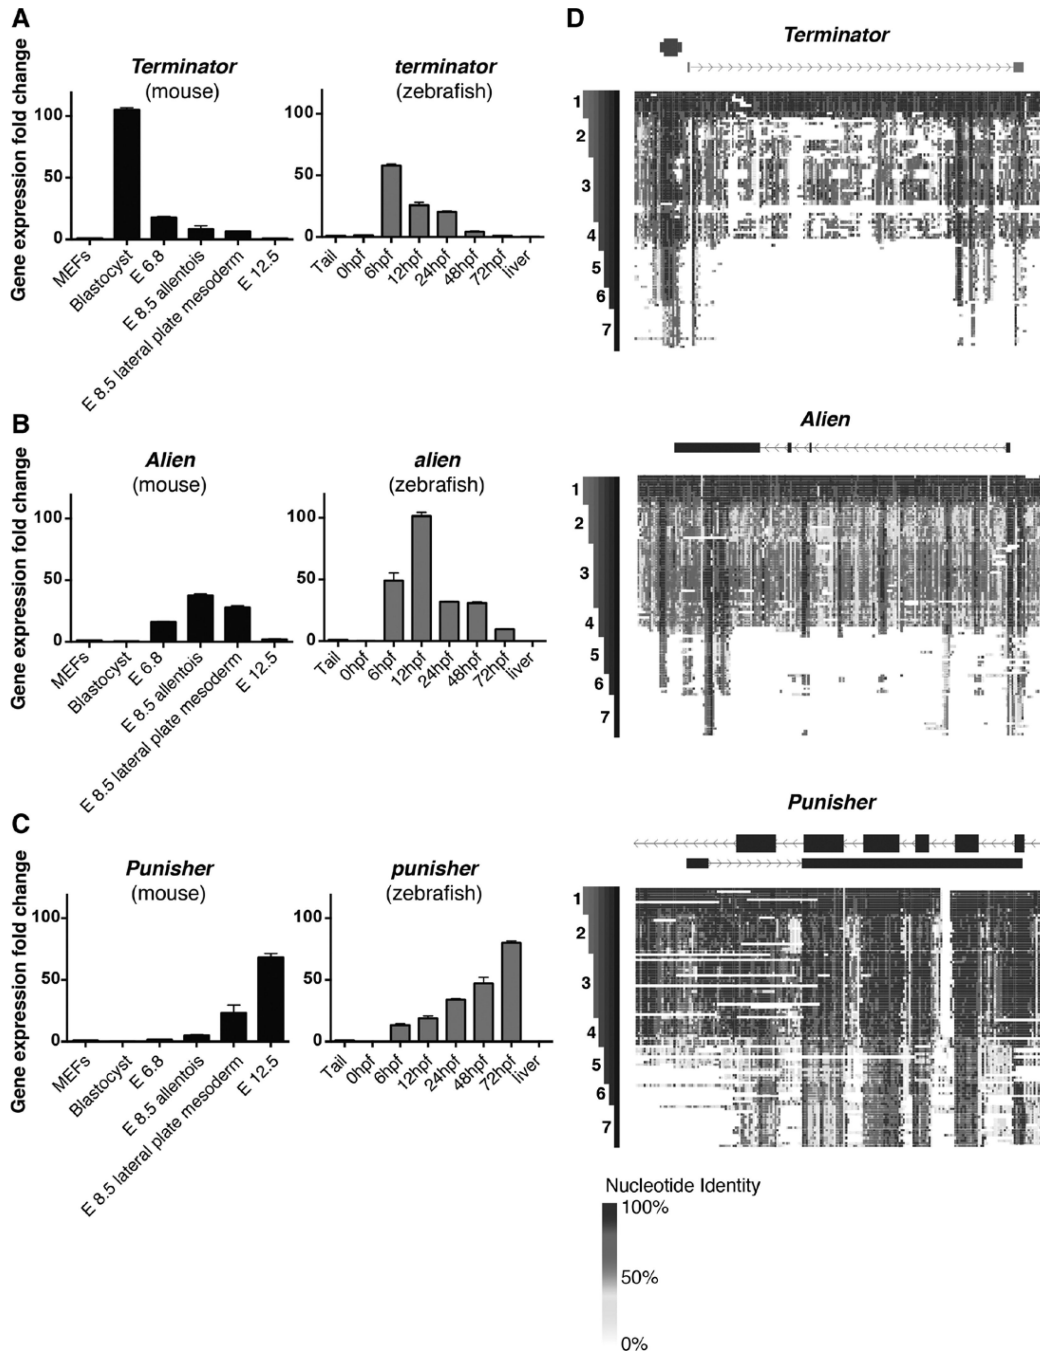 A
Gene expression fold change
Terminator
(mouse)
100
50
0
MEFs
Blastocyst
E 6.8
E 8.5 allentois
E 8.5 lateral plate mesoderm
E 12.5
terminator
(zebrafish)
100
50
0
Tail
0hpf
6hpf
12hpf
24hpf
48hpf
72hpf
liver
B
Gene expression fold change
Alien
(mouse)
100
50
0
MEFs
Blastocyst
E 6.8
E 8.5 allentois
E 8.5 lateral plate mesoderm
E 12.5
alien
(zebrafish)
100
50
0
Tail
0hpf
6hpf
12hpf
24hpf
48hpf
72hpf
liver
C
Gene expression fold change
Punisher
(mouse)
100
50
0
MEFs
Blastocyst
E 6.8
E 8.5 allentois
E 8.5 lateral plate mesoderm
E 12.5
punisher
(zebrafish)
100
50
0
Tail
0hpf
6hpf
12hpf
24hpf
48hpf
72hpf
liver
D
Terminator
1
2
3
4
5
6
7
Alien
1
2
3
4
5
6
7
Punisher
1
2
3
4
5
6
7
Nucleotide Identity
100%
50%
0%